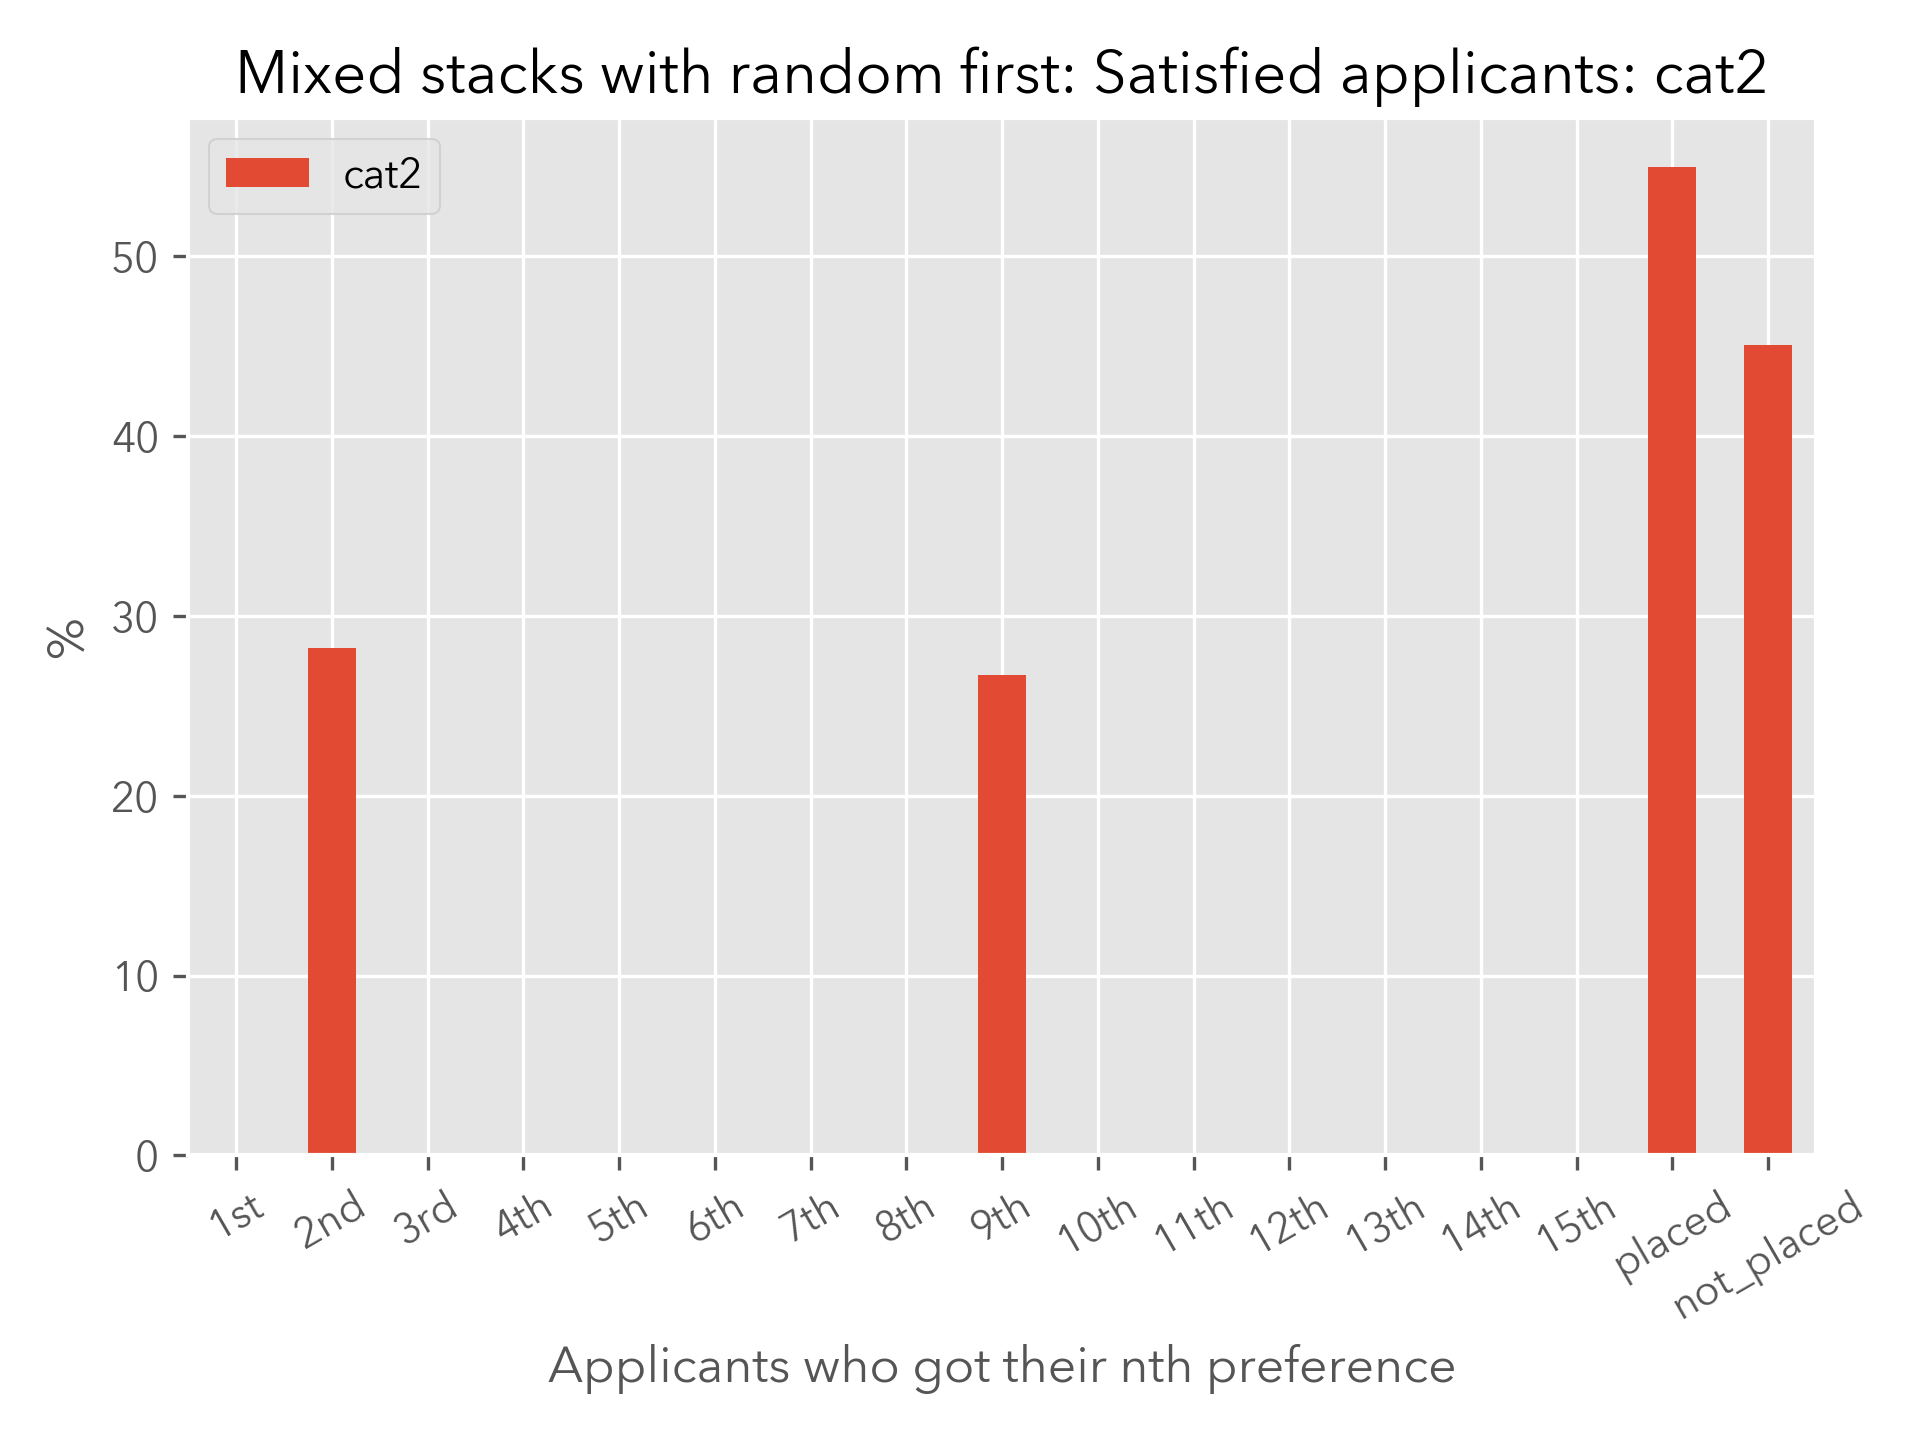 Mixed stacks with random first: Satisfied applicants: cat2
cat2
%
50
40
30
20
10
0
1st 2nd 3rd 4th 5th 6th 7th 8th 9th 10th 11th 12th 13th 14th 15th placed not_placed
Applicants who got their nth preference